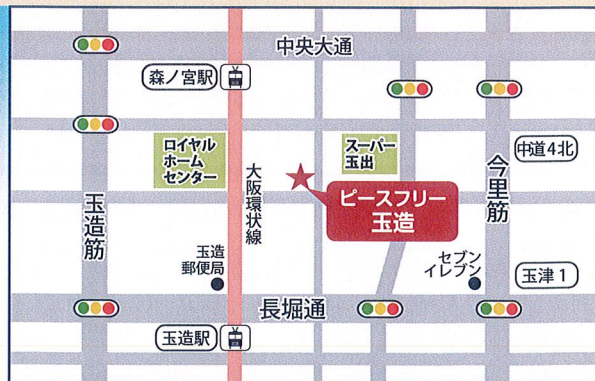 中央大通
森ノ宮駅
ロイヤル
ホーム
センター
スーパー
玉出
中道4北
大阪環状線
今里筋
ピースフリー
玉造
玉造筋
玉造
郵便局
セブン
イレブン
玉津1
長堀通
玉造駅